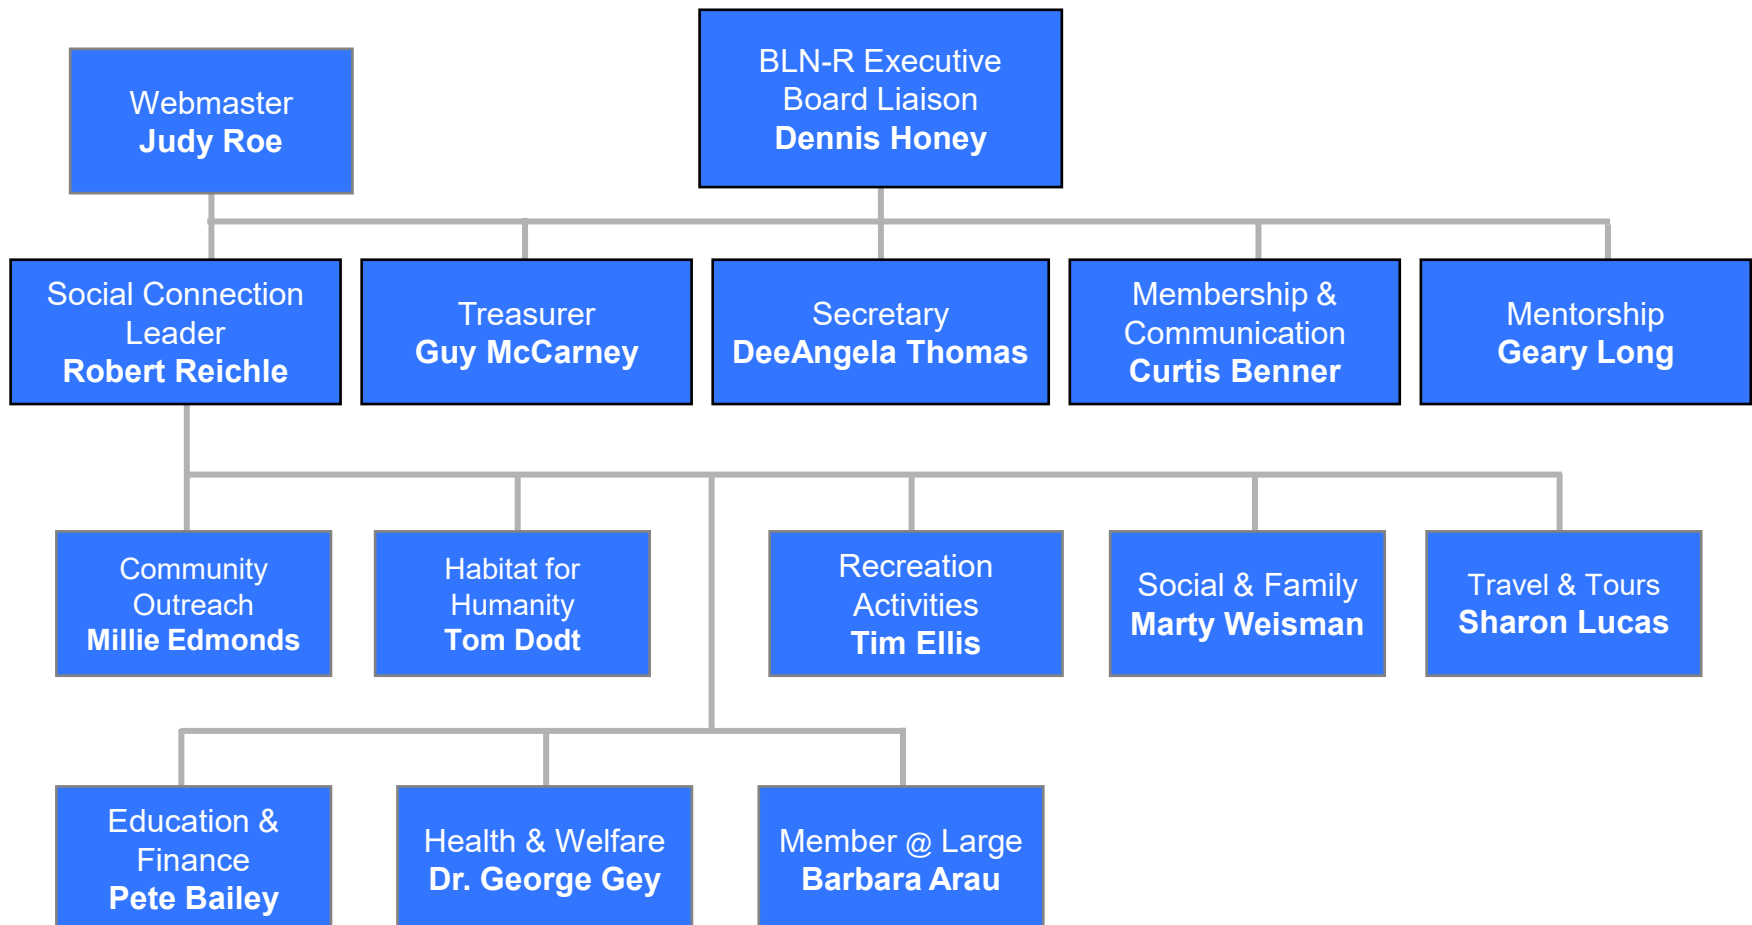 Webmaster
Judy Roe
BLN-R Executive
Board Liaison
Dennis Honey
Social Connection
Leader
Robert Reichle
Treasurer
Guy McCarney
Secretary
DeeAngela Thomas
Membership &
Communication
Curtis Benner
Mentorship
Geary Long
Community
Outreach
Millie Edmonds
Habitat for
Humanity
Tom Dodt
Recreation
Activities
Tim Ellis
Social & Family
Marty Weisman
Travel & Tours
Sharon Lucas
Education &
Finance
Pete Bailey
Health & Welfare
Dr. George Gey
Member @ Large
Barbara Arau